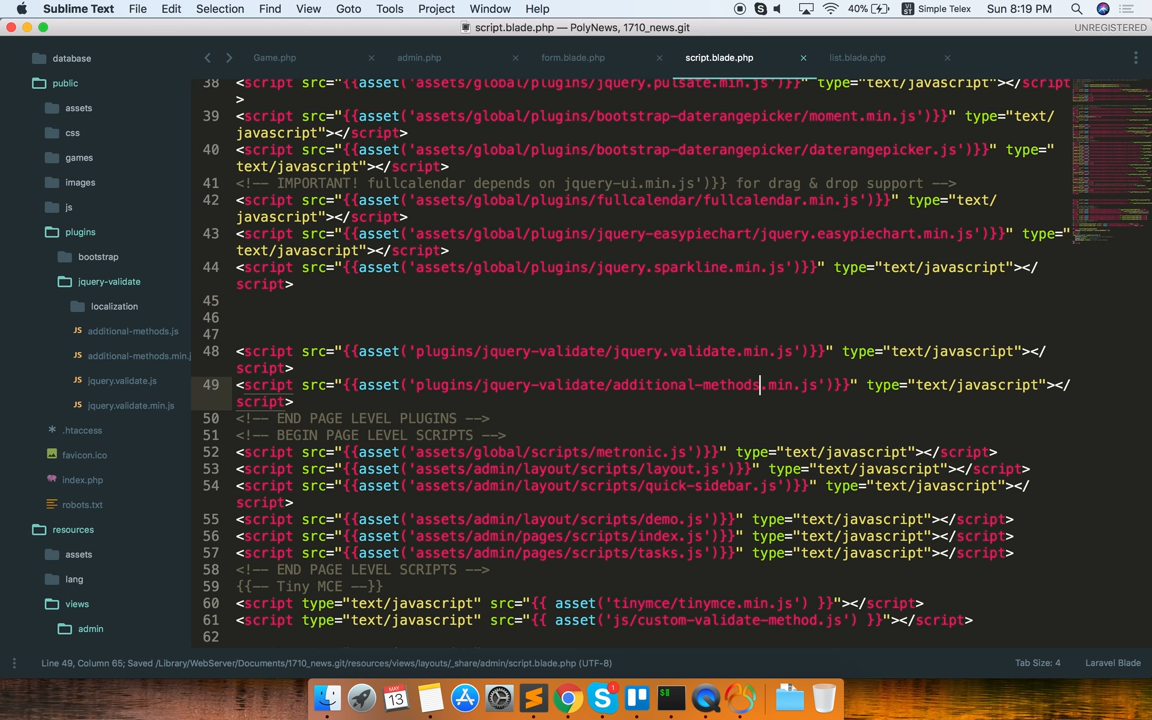 Sublime Text File Edit Selection Find View Goto Tools Project Window Help 40% VI ST Simple Telex Sun 8:19 PM
script.blade.php — PolyNews, 1710_news.git UNREGISTERED
database
public
assets
css
games
images
js
plugins
bootstrap
jquery-validate
localization
JS additional-methods.js
JS additional-methods.min.j
JS jquery.validate.js
JS jquery.validate.min.js
* .htaccess
favicon.ico
index.php
robots.txt
resources
assets
lang
views
admin
Game.php × admin.php × form.blade.php × script.blade.php × list.blade.php ×
38 <script src="{{asset('assets/global/plugins/jquery.pulsate.min.js')}}" type="text/javascript"></script
>
39 <script src="{{asset('assets/global/plugins/bootstrap-daterangepicker/moment.min.js')}}" type="text/
javascript"></script>
40 <script src="{{asset('assets/global/plugins/bootstrap-daterangepicker/daterangepicker.js')}}" type="
text/javascript"></script>
41 <!-- IMPORTANT! fullcalendar depends on jquery-ui.min.js')}} for drag & drop support -->
42 <script src="{{asset('assets/global/plugins/fullcalendar/fullcalendar.min.js')}}" type="text/
javascript"></script>
43 <script src="{{asset('assets/global/plugins/jquery-easypiechart/jquery.easypiechart.min.js')}}" type="
text/javascript"></script>
44 <script src="{{asset('assets/global/plugins/jquery.sparkline.min.js')}}" type="text/javascript"></
script>
45
46
47
48 <script src="{{asset('plugins/jquery-validate/jquery.validate.min.js')}}" type="text/javascript"></
script>
49 <script src="{{asset('plugins/jquery-validate/additional-methods.min.js')}}" type="text/javascript"></
script>
50 <!-- END PAGE LEVEL PLUGINS -->
51 <!-- BEGIN PAGE LEVEL SCRIPTS -->
52 <script src="{{asset('assets/global/scripts/metronic.js')}}" type="text/javascript"></script>
53 <script src="{{asset('assets/admin/layout/scripts/layout.js')}}" type="text/javascript"></script>
54 <script src="{{asset('assets/admin/layout/scripts/quick-sidebar.js')}}" type="text/javascript"></
script>
55 <script src="{{asset('assets/admin/layout/scripts/demo.js')}}" type="text/javascript"></script>
56 <script src="{{asset('assets/admin/pages/scripts/index.js')}}" type="text/javascript"></script>
57 <script src="{{asset('assets/admin/pages/scripts/tasks.js')}}" type="text/javascript"></script>
58 <!-- END PAGE LEVEL SCRIPTS -->
59 {{-- Tiny MCE --}}
60 <script type="text/javascript" src="{{ asset('tinymce/tinymce.min.js') }}"></script>
61 <script type="text/javascript" src="{{ asset('js/custom-validate-method.js') }}"></script>
62
Line 49, Column 65; Saved /Library/WebServer/Documents/1710_news.git/resources/views/layouts/_share/admin/script.blade.php (UTF-8) Tab Size: 4 Laravel Blade
MAY
13
1